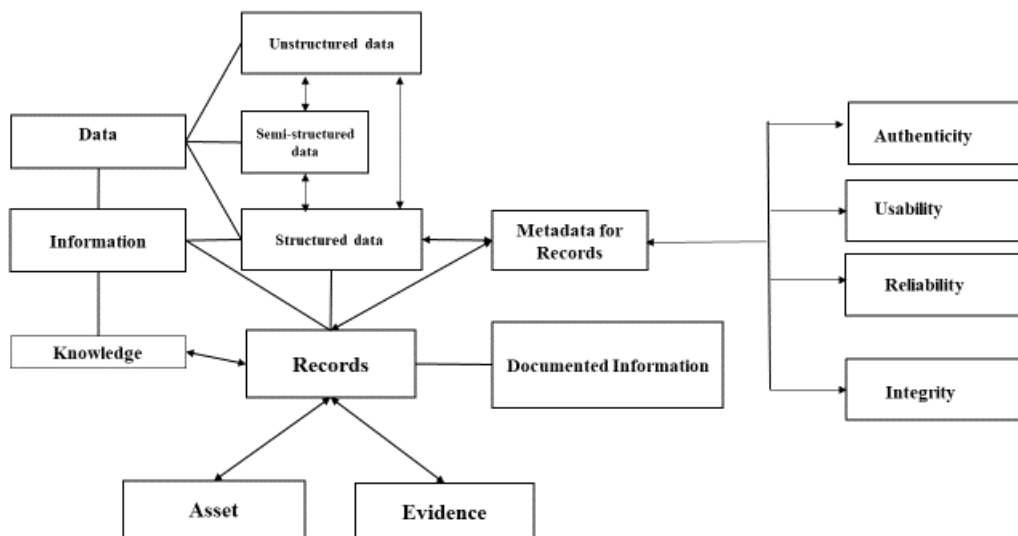 Unstructured data
Data
Semi-structured
data
Authenticity
Information
Structured data
Metadata for
Records
Usability
Reliability
Knowledge
Records
Documented Information
Integrity
Asset
Evidence